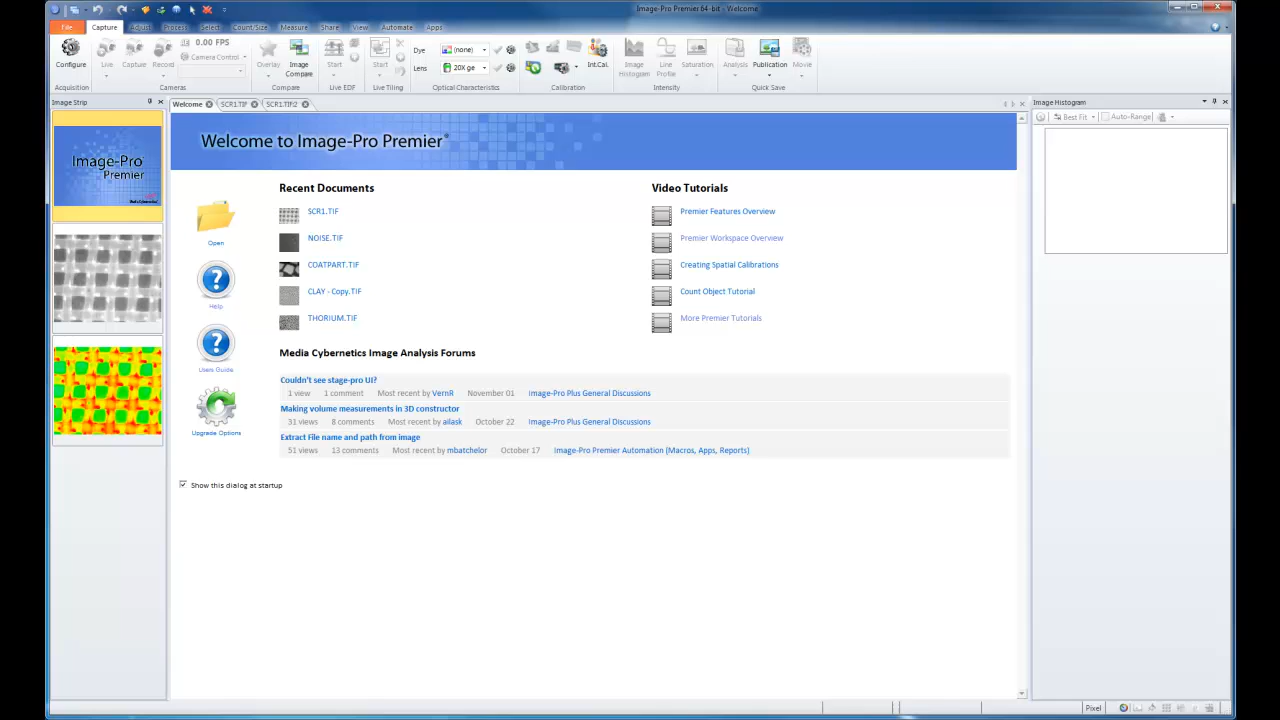 Image-Pro Premier 64-bit - Welcome
File Capture Adjust Process Select Count/Size Measure Share View Automate Apps
0.00 FPS
Camera Control
Configure Live Capture Record Overlay Image Compare Start Start
Dye (none)
Lens 20X ge
Int.Cal. Image Histogram Line Profile Saturation Analysis Publication Movie
Acquisition Cameras Compare Live EDF Live Tiling Optical Characteristics Calibration Intensity Quick Save
Image Strip
Welcome SCR1.TIF SCR1.TIF:2
Image Histogram
Best Fit Auto-Range
Image-Pro
Premier
Welcome to Image-Pro Premier
Open
Help
Users Guide
Upgrade Options
Recent Documents
SCR1.TIF
NOISE.TIF
COATPART.TIF
CLAY - Copy.TIF
THORIUM.TIF
Video Tutorials
Premier Features Overview
Premier Workspace Overview
Creating Spatial Calibrations
Count Object Tutorial
More Premier Tutorials
Media Cybernetics Image Analysis Forums
Couldn't see stage-pro UI?
1 view 1 comment Most recent by VernR November 01 Image-Pro Plus General Discussions
Making volume measurements in 3D constructor
31 views 8 comments Most recent by ailask October 22 Image-Pro Plus General Discussions
Extract File name and path from image
51 views 13 comments Most recent by mbatchelor October 17 Image-Pro Premier Automation (Macros, Apps, Reports)
Show this dialog at startup
Pixel